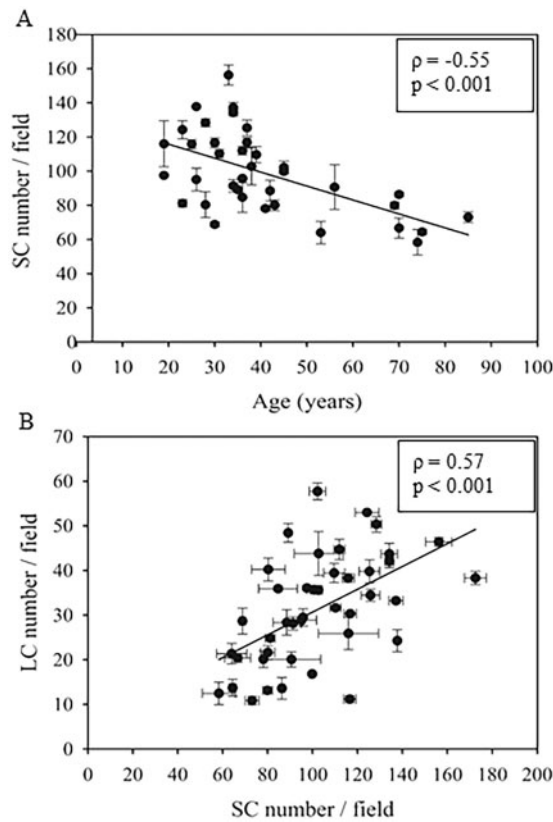 A
ρ = -0.55
p < 0.001
180
160
140
120
100
80
60
40
20
0
SC number / field
0 10 20 30 40 50 60 70 80 90 100
Age (years)
B
ρ = 0.57
p < 0.001
70
60
50
40
30
20
10
0
LC number / field
0 20 40 60 80 100 120 140 160 180 200
SC number / field